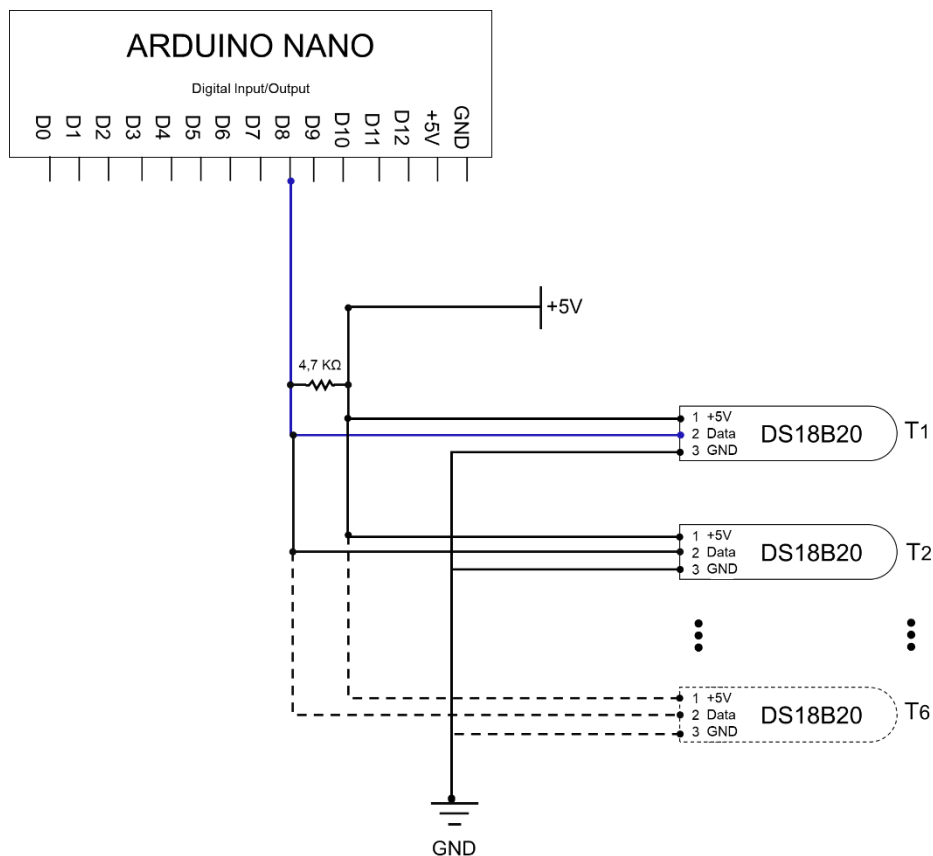 ARDUINO NANO
Digital Input/Output
D0 D1 D2 D3 D4 D5 D6 D7 D8 D9 D10 D11 D12 +5V GND
+5V
4,7 KΩ
1 +5V
2 Data DS18B20 T1
3 GND
1 +5V
2 Data DS18B20 T2
3 GND
1 +5V
2 Data DS18B20 T6
3 GND
GND